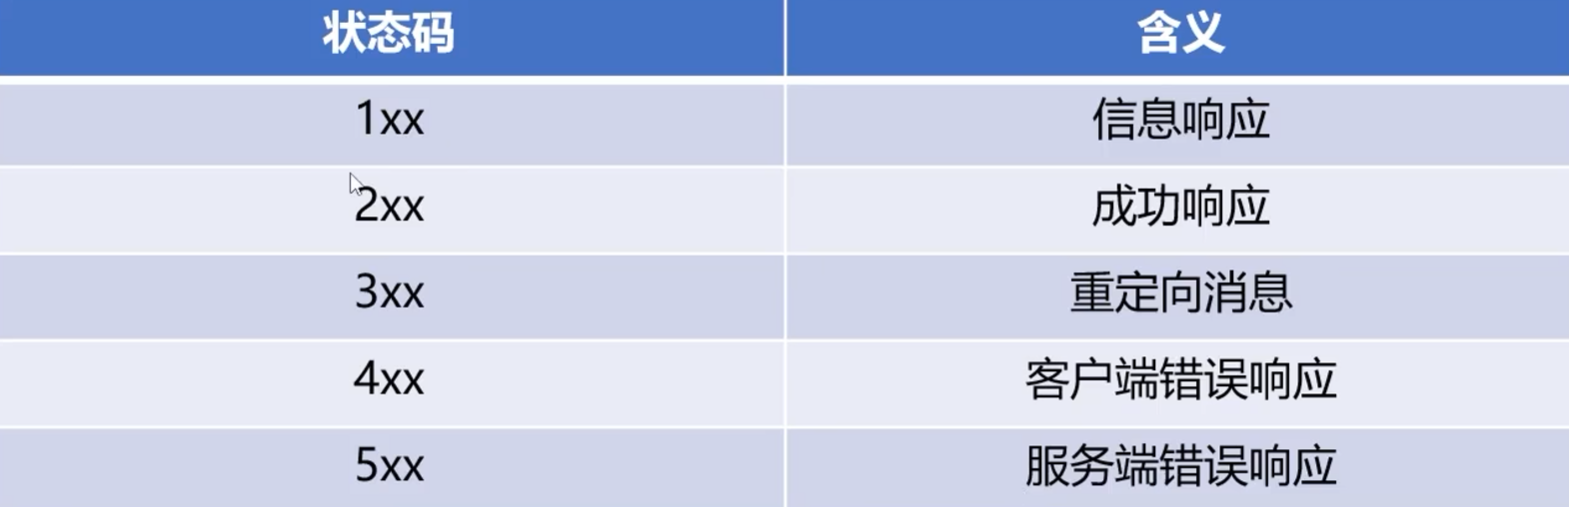 状态码 含义
1xx 信息响应
2xx 成功响应
3xx 重定向消息
4xx 客户端错误响应
5xx 服务端错误响应